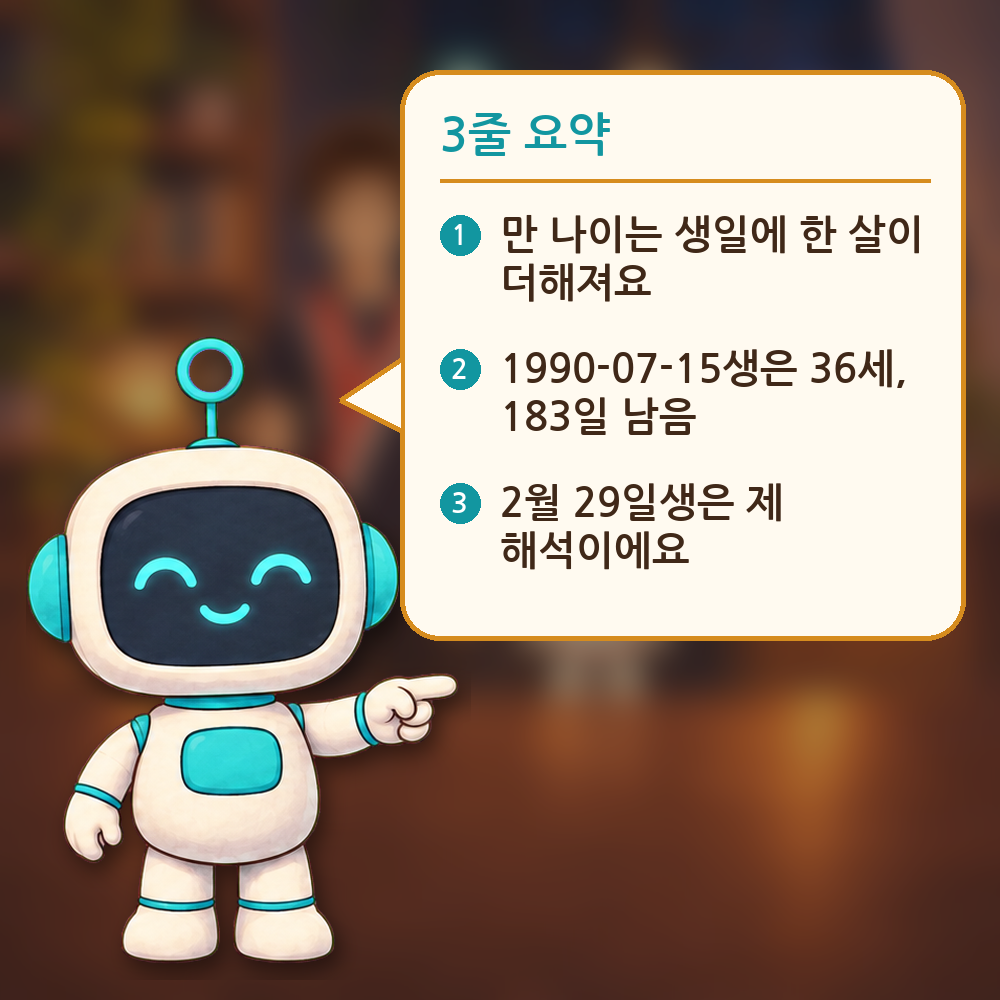 3줄 요약
1 만 나이는 생일에 한 살이
더해져요
2 1990-07-15생은 36세,
183일 남음
3 2월 29일생은 제
해석이에요